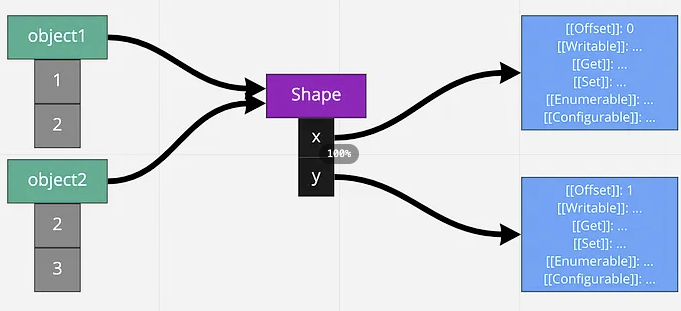 object1
1
2
object2
2
3
Shape
x
100%
y
[[Offset]]: 0
[[Writable]]: ...
[[Get]]: ...
[[Set]]: ...
[[Enumerable]]: ...
[[Configurable]]: ...
[[Offset]]: 1
[[Writable]]: ...
[[Get]]: ...
[[Set]]: ...
[[Enumerable]]: ...
[[Configurable]]: ...